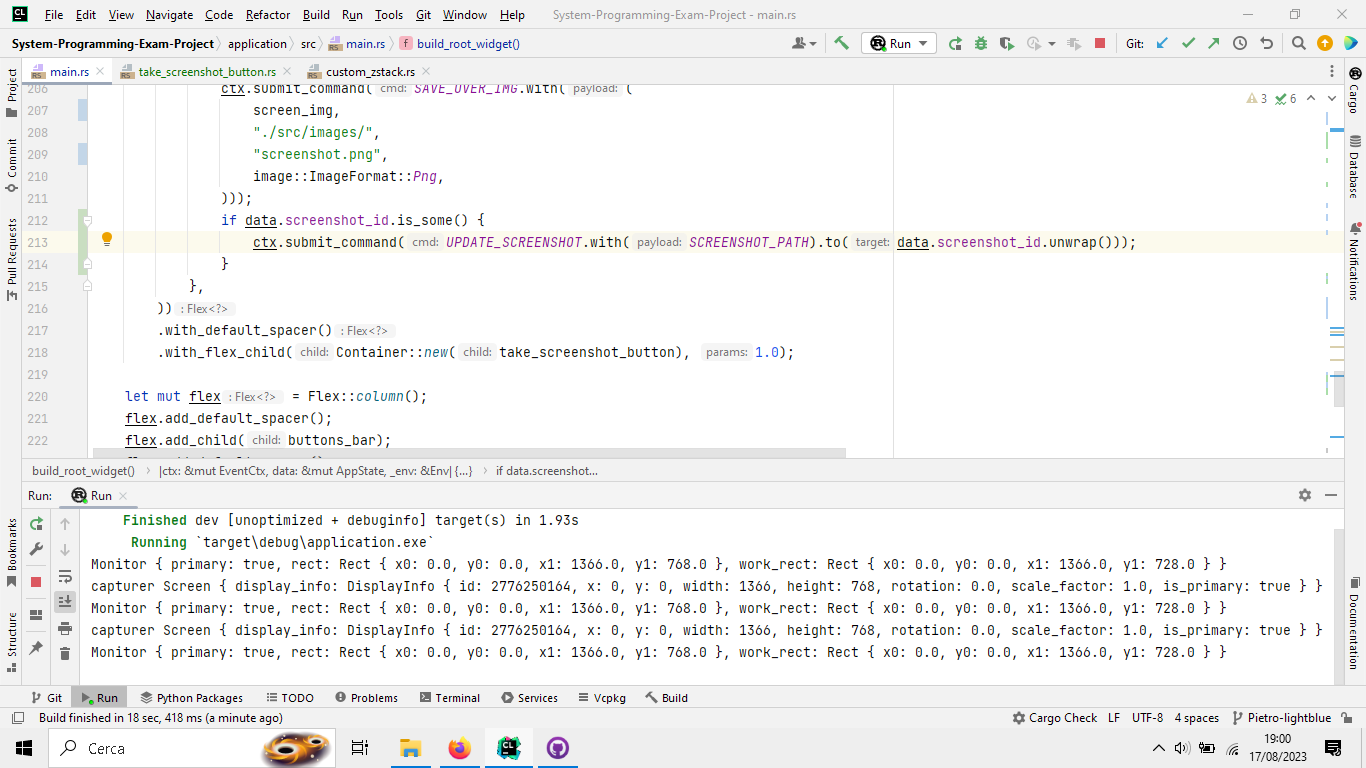 File Edit View Navigate Code Refactor Build Run Tools Git Window Help System-Programming-Exam-Project - main.rs
System-Programming-Exam-Project application src main.rs build_root_widget() Run Git:
main.rs take_screenshot_button.rs custom_zstack.rs
206 ctx.submit_command( cmd: SAVE_OVER_IMG.with( payload: (
3 6
207 screen_img,
208 "./src/images/",
209 "screenshot.png",
210 image::ImageFormat::Png,
211 )));
212 if data.screenshot_id.is_some() {
213 ctx.submit_command( cmd: UPDATE_SCREENSHOT.with( payload: SCREENSHOT_PATH).to( target: data.screenshot_id.unwrap()));
214 }
215 },
216 )) : Flex<?>
217 .with_default_spacer() : Flex<?>
218 .with_flex_child( child: Container::new( child: take_screenshot_button), params: 1.0);
219
220 let mut flex : Flex<?> = Flex::column();
221 flex.add_default_spacer();
222 flex.add_child( child: buttons_bar);
build_root_widget() |ctx: &mut EventCtx, data: &mut AppState, _env: &Env| {...} if data.screenshot...
Run: Run
Finished dev [unoptimized + debuginfo] target(s) in 1.93s
Running `target\debug\application.exe`
Monitor { primary: true, rect: Rect { x0: 0.0, y0: 0.0, x1: 1366.0, y1: 768.0 }, work_rect: Rect { x0: 0.0, y0: 0.0, x1: 1366.0, y1: 728.0 } }
capturer Screen { display_info: DisplayInfo { id: 2776250164, x: 0, y: 0, width: 1366, height: 768, rotation: 0.0, scale_factor: 1.0, is_primary: true } }
Monitor { primary: true, rect: Rect { x0: 0.0, y0: 0.0, x1: 1366.0, y1: 768.0 }, work_rect: Rect { x0: 0.0, y0: 0.0, x1: 1366.0, y1: 728.0 } }
capturer Screen { display_info: DisplayInfo { id: 2776250164, x: 0, y: 0, width: 1366, height: 768, rotation: 0.0, scale_factor: 1.0, is_primary: true } }
Monitor { primary: true, rect: Rect { x0: 0.0, y0: 0.0, x1: 1366.0, y1: 768.0 }, work_rect: Rect { x0: 0.0, y0: 0.0, x1: 1366.0, y1: 728.0 } }
Project
Commit
Pull Requests
Bookmarks
Structure
Cargo
Database
Notifications
Documentation
Git Run Python Packages TODO Problems Terminal Services Vcpkg Build
Build finished in 18 sec, 418 ms (a minute ago) Cargo Check LF UTF-8 4 spaces Pietro-lightblue
Cerca
19:00
17/08/2023